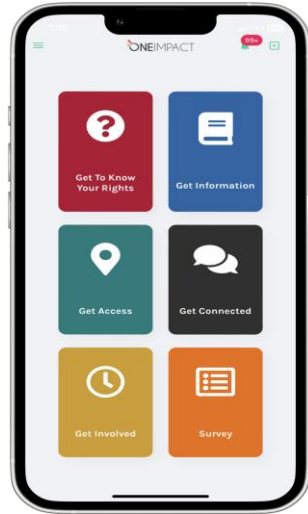 ONEIMPACT
99+
Get To Know
Your Rights
Get Information
Get Access
Get Connected
Get Involved
Survey